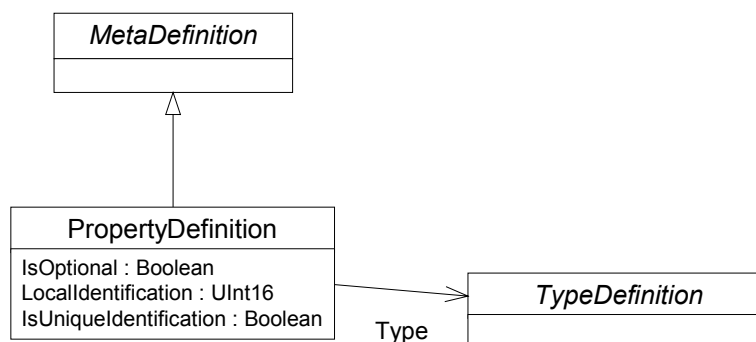 MetaDefinition
PropertyDefinition
IsOptional : Boolean
LocalIdentification : UInt16
IsUniqueIdentification : Boolean
TypeDefinition
Type